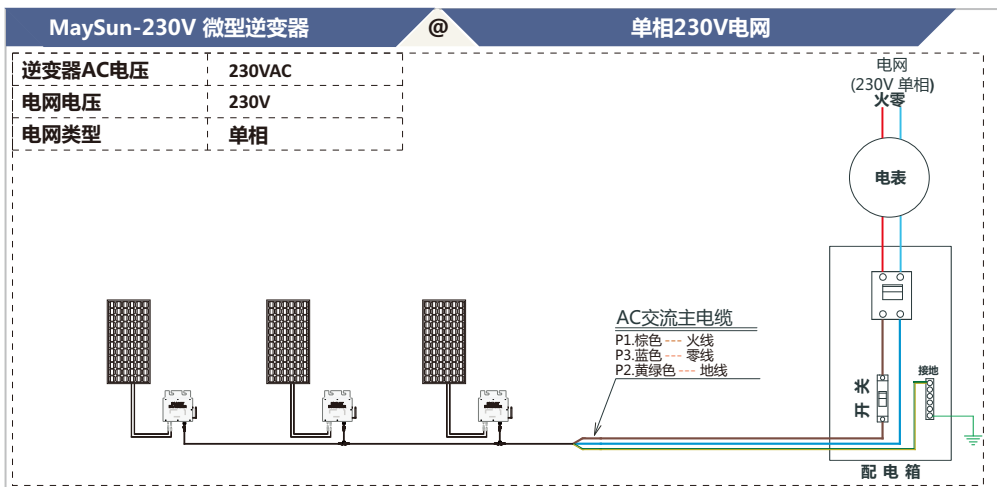 MaySun-230V 微型逆变器 @ 单相230V电网
逆变器AC电压 230VAC
电网电压 230V
电网类型 单相
电网
(230V 单相)
火零
电表
AC交流主电缆
P1.棕色 --- 火线
P3.蓝色 --- 零线
P2.黄绿色 --- 地线
开关
接地
配电箱